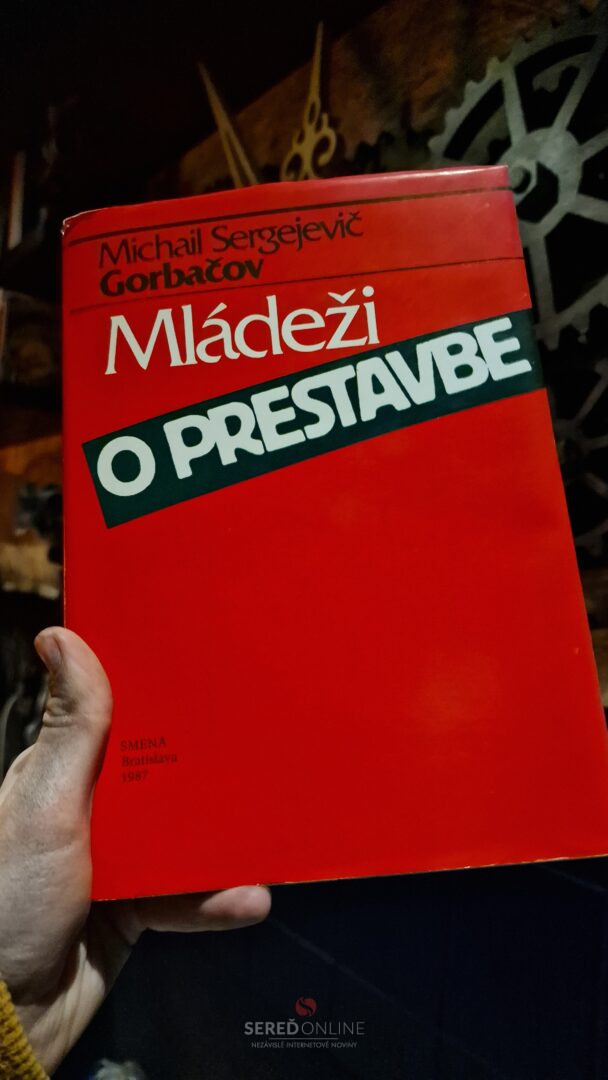 Michail Sergejevič
Gorbačov
Mládeži
O PRESTAVBE
SMENA
Bratislava
1987
SEREĎONLINE
NEZÁVISLÉ INTERNETOVÉ NOVINY